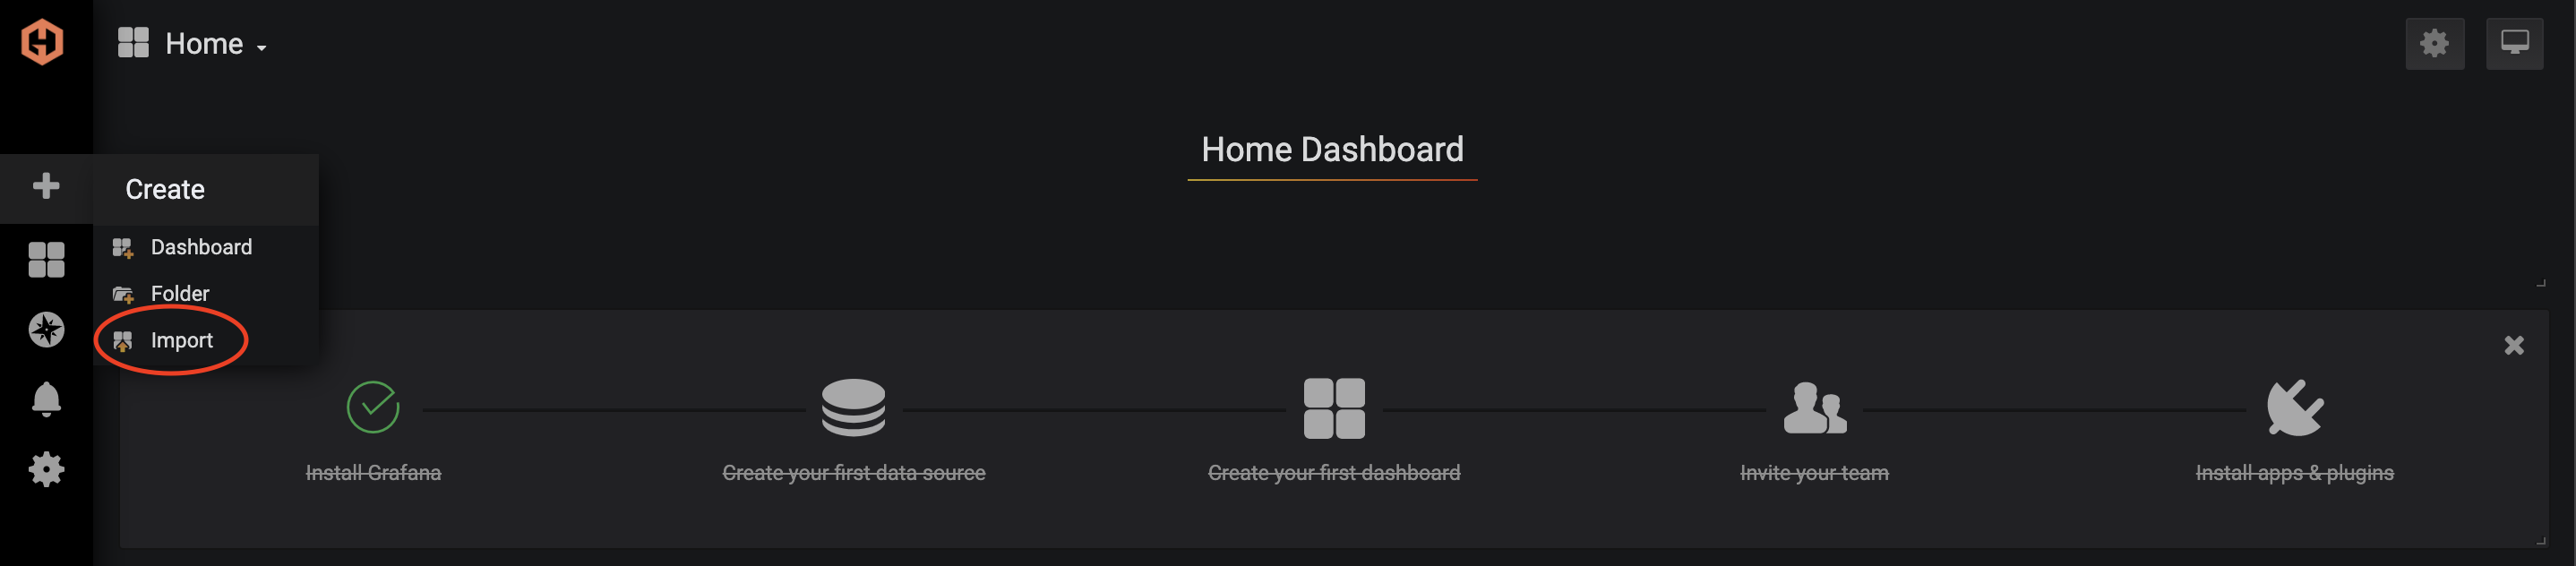 Home
Home Dashboard
Create
Dashboard
Folder
Import
Install Grafana
Create your first data source
Create your first dashboard
Invite your team
Install apps & plugins